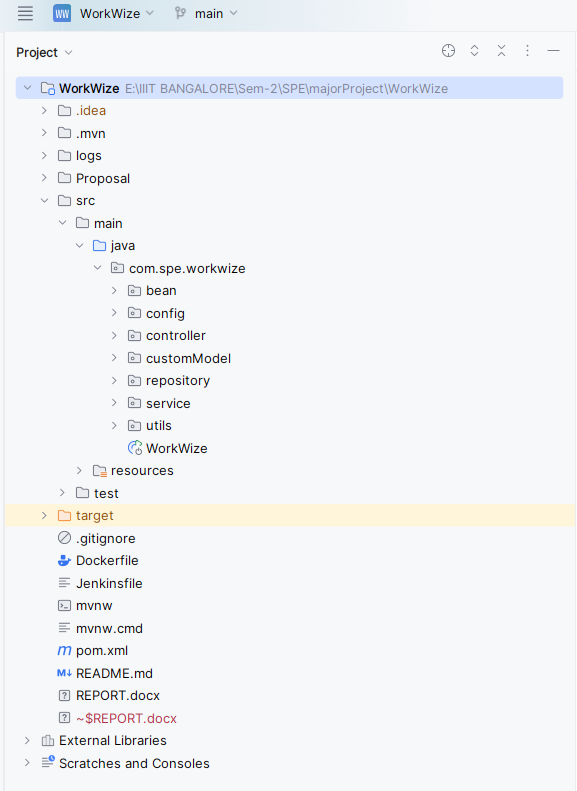 WW WorkWize main
Project
WorkWize E:\IIIT BANGALORE\Sem-2\SPE\majorProject\WorkWize
.idea
.mvn
logs
Proposal
src
main
java
com.spe.workwize
bean
config
controller
customModel
repository
service
utils
WorkWize
resources
test
target
.gitignore
Dockerfile
Jenkinsfile
mvnw
mvnw.cmd
m pom.xml
M↓ README.md
? REPORT.docx
? ~$REPORT.docx
External Libraries
Scratches and Consoles